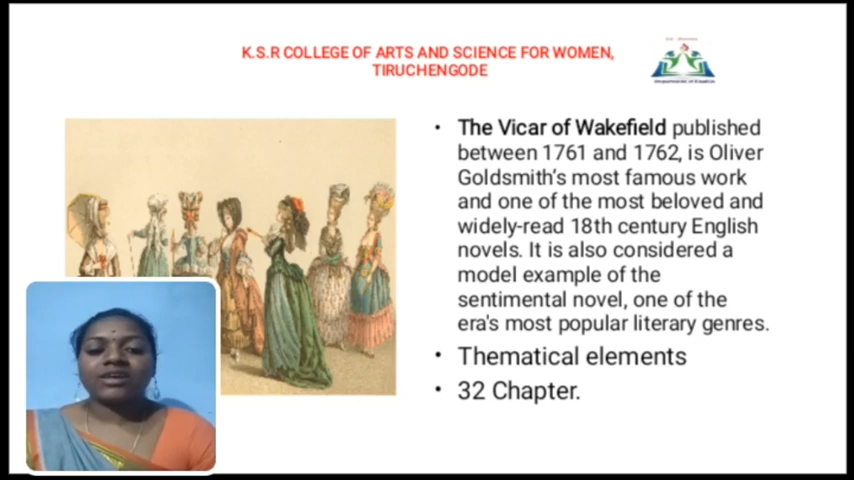 K.S.R COLLEGE OF ARTS AND SCIENCE FOR WOMEN,
TIRUCHENGODE
• The Vicar of Wakefield published
between 1761 and 1762, is Oliver
Goldsmith's most famous work
and one of the most beloved and
widely-read 18th century English
novels. It is also considered a
model example of the
sentimental novel, one of the
era's most popular literary genres.
• Thematical elements
• 32 Chapter.